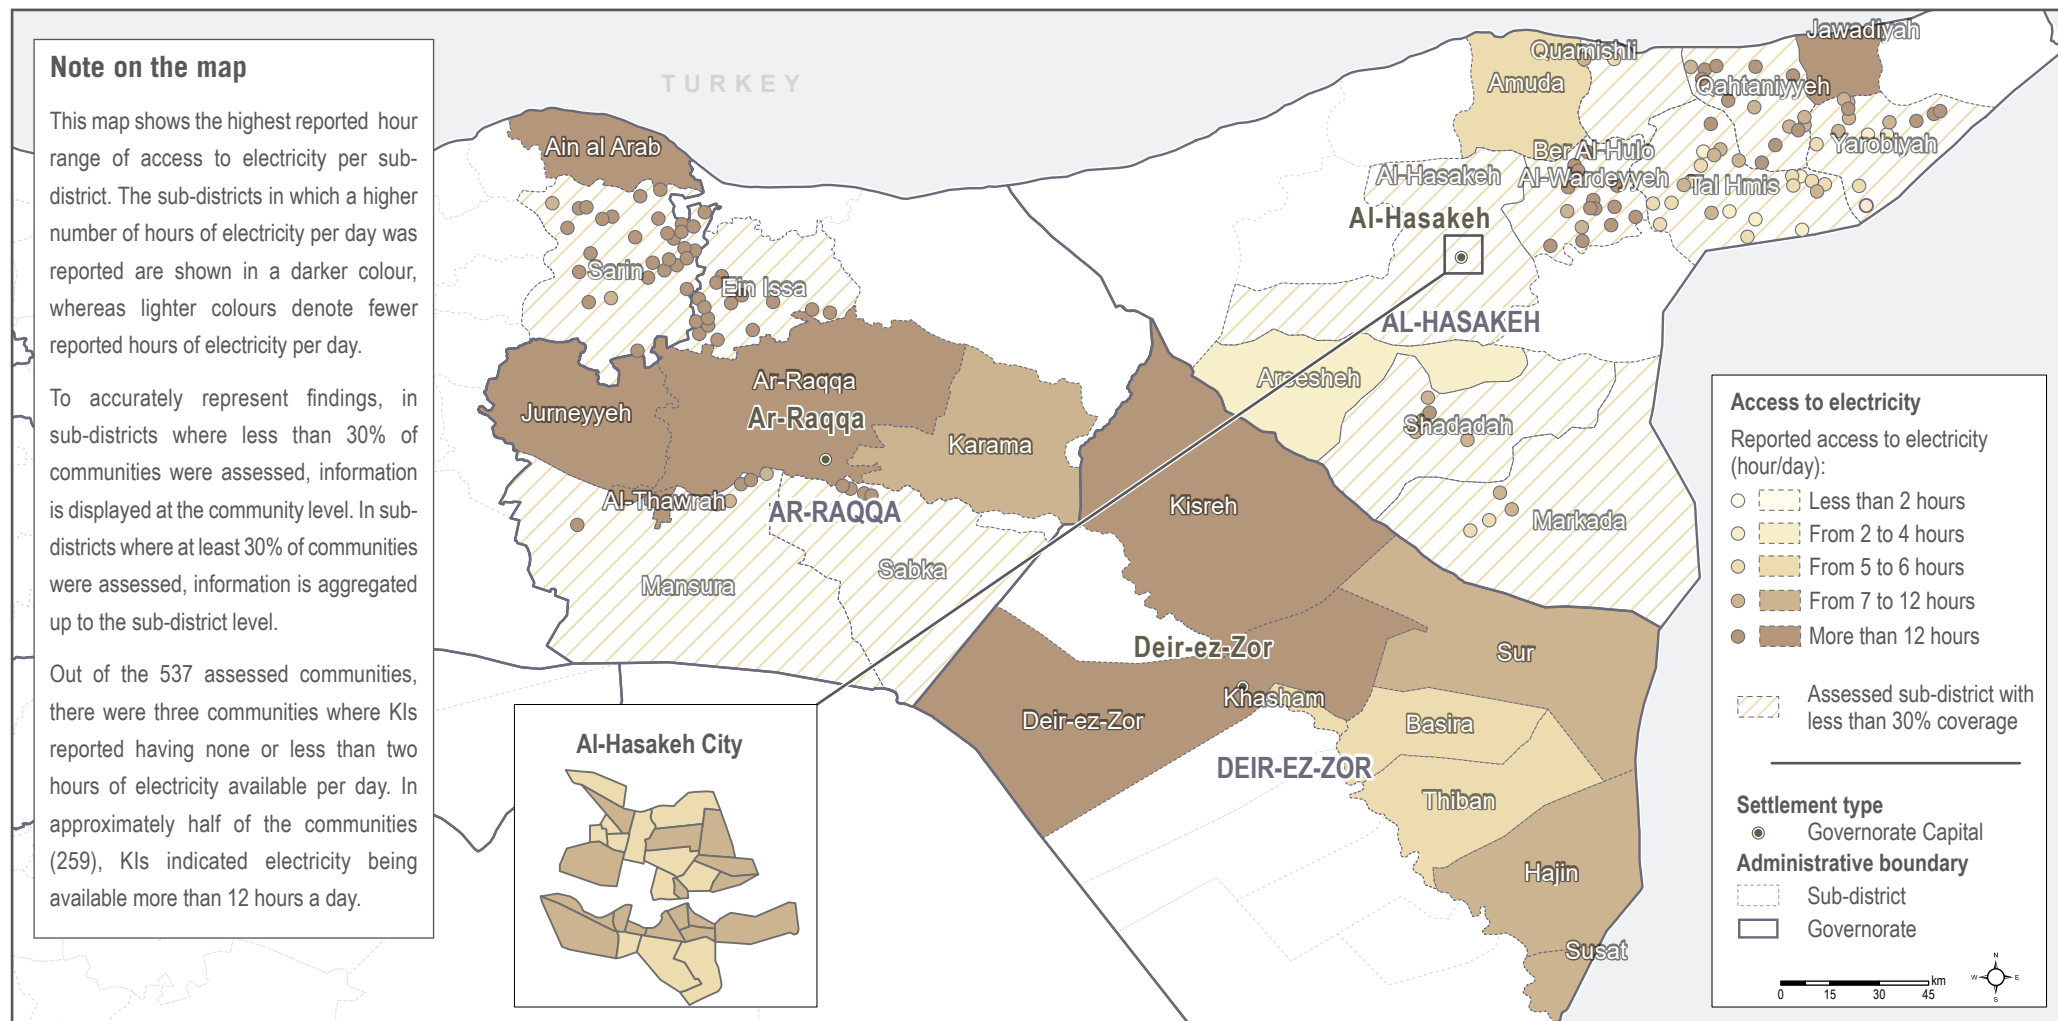 Note on the map
This map shows the highest reported hour
range of access to electricity per sub-
district. The sub-districts in which a higher
number of hours of electricity per day was
reported are shown in a darker colour,
whereas lighter colours denote fewer
reported hours of electricity per day.
To accurately represent findings, in
sub-districts where less than 30% of
communities were assessed, information
is displayed at the community level. In sub-
districts where at least 30% of communities
were assessed, information is aggregated
up to the sub-district level.
Out of the 537 assessed communities,
there were three communities where KIs
reported having none or less than two
hours of electricity available per day. In
approximately half of the communities
(259), KIs indicated electricity being
available more than 12 hours a day.
TURKEY
Jawadiyah
Quamishli
Amuda
Qahtaniyyeh
Ain al Arab
Ber Al-Hulo
Al-Wardeyyeh
Yarobiyah
Al-Hasakeh
Tal Hmis
Al-Hasakeh
Sarin
Ein Issa
AL-HASAKEH
Ar-Raqqa
Areesheh
Jurneyyeh
Ar-Raqqa
Shadadah
Karama
Al-Thawrah
AR-RAQQA
Kisreh
Markada
Mansura
Sabka
Deir-ez-Zor
Sur
Khasham
Deir-ez-Zor
Basira
DEIR-EZ-ZOR
Thiban
Hajin
Susat
Al-Hasakeh City
Access to electricity
Reported access to electricity
(hour/day):
Less than 2 hours
From 2 to 4 hours
From 5 to 6 hours
From 7 to 12 hours
More than 12 hours
Assessed sub-district with
less than 30% coverage
Settlement type
Governorate Capital
Administrative boundary
Sub-district
Governorate
N
W E
S
km
0 15 30 45